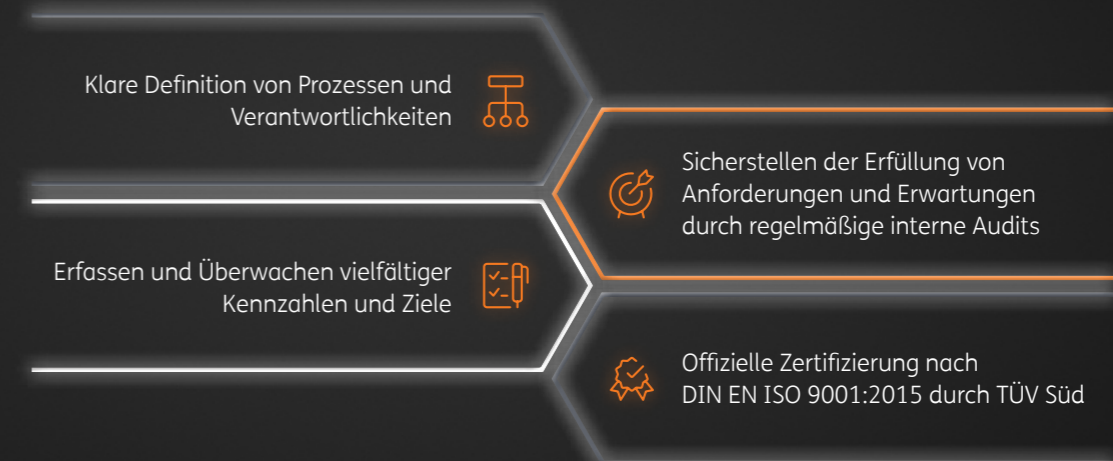 Klare Definition von Prozessen und
Verantwortlichkeiten
Sicherstellen der Erfüllung von
Anforderungen und Erwartungen
durch regelmäßige interne Audits
Erfassen und Überwachen vielfältiger
Kennzahlen und Ziele
Offizielle Zertifizierung nach
DIN EN ISO 9001:2015 durch TÜV Süd